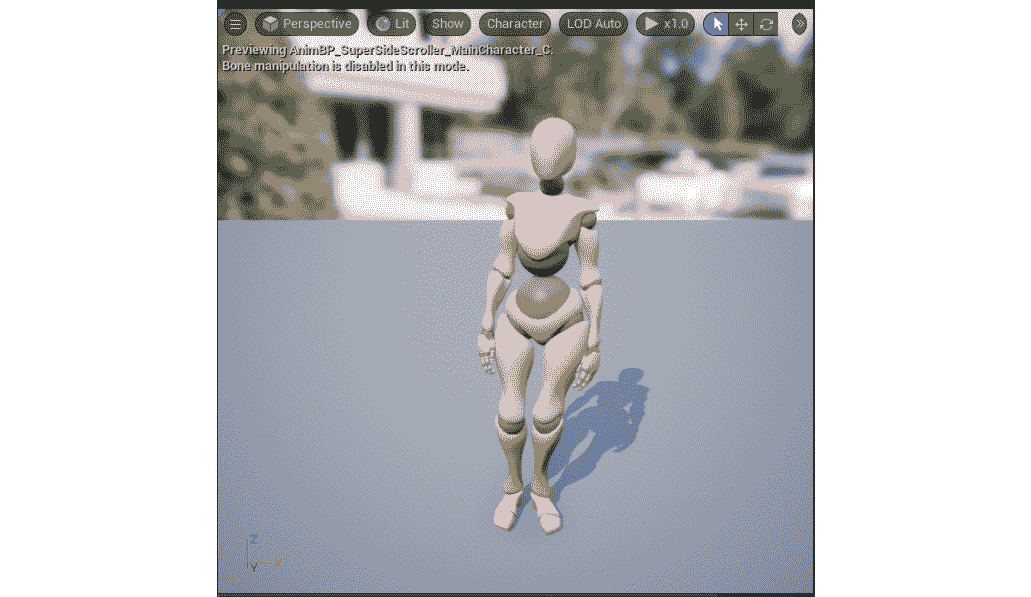 Perspective Lit Show Character LOD Auto x1.0
Previewing AnimBP_SuperSideScroller_MainCharacter_C.
Bone manipulation is disabled in this mode.
Z
Y X